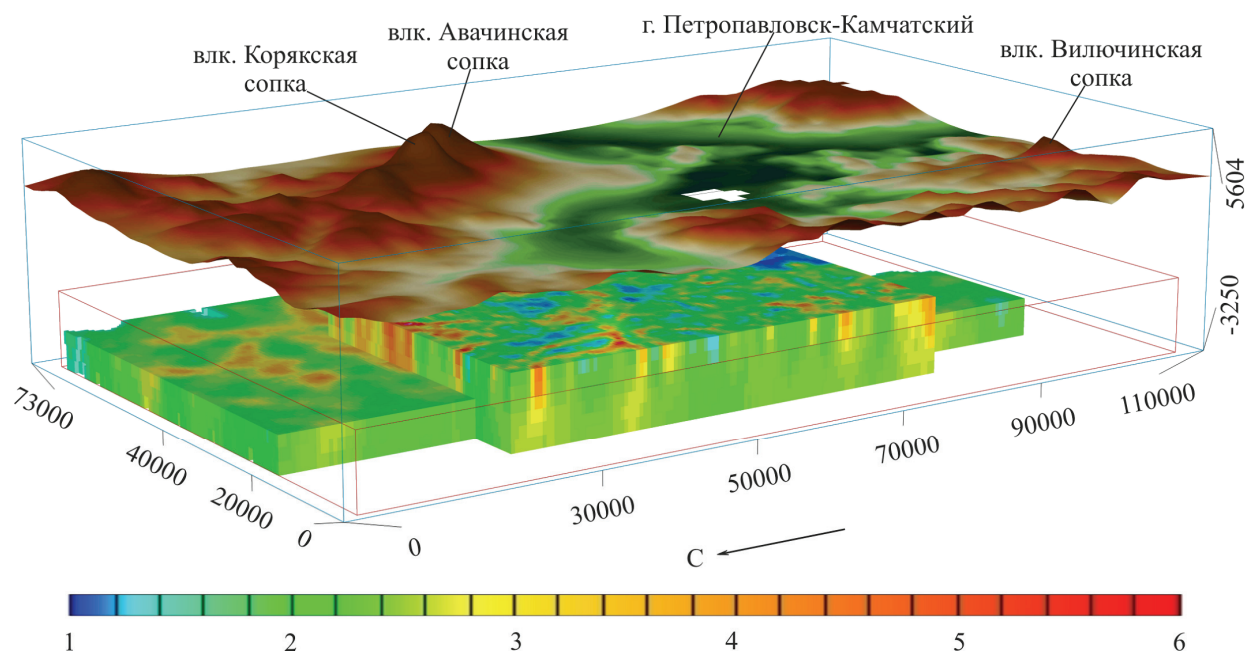 г. Петропавловск-Камчатский
влк. Авачинская
сопка
влк. Корякская
сопка
влк. Вилючинская
сопка
5604
-3250
73000
40000
20000
0
0
30000
50000
70000
90000
110000
С
1
2
3
4
5
6